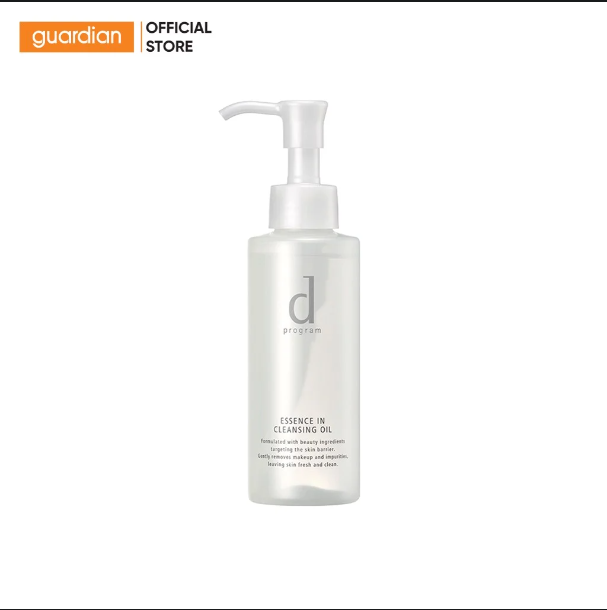 guardian
OFFICIAL
STORE
d
program
ESSENCE IN
CLEANSING OIL
Formulated with beauty ingredients
targeting the skin barrier.
Gently removes makeup and impurities,
leaving skin fresh and clean.